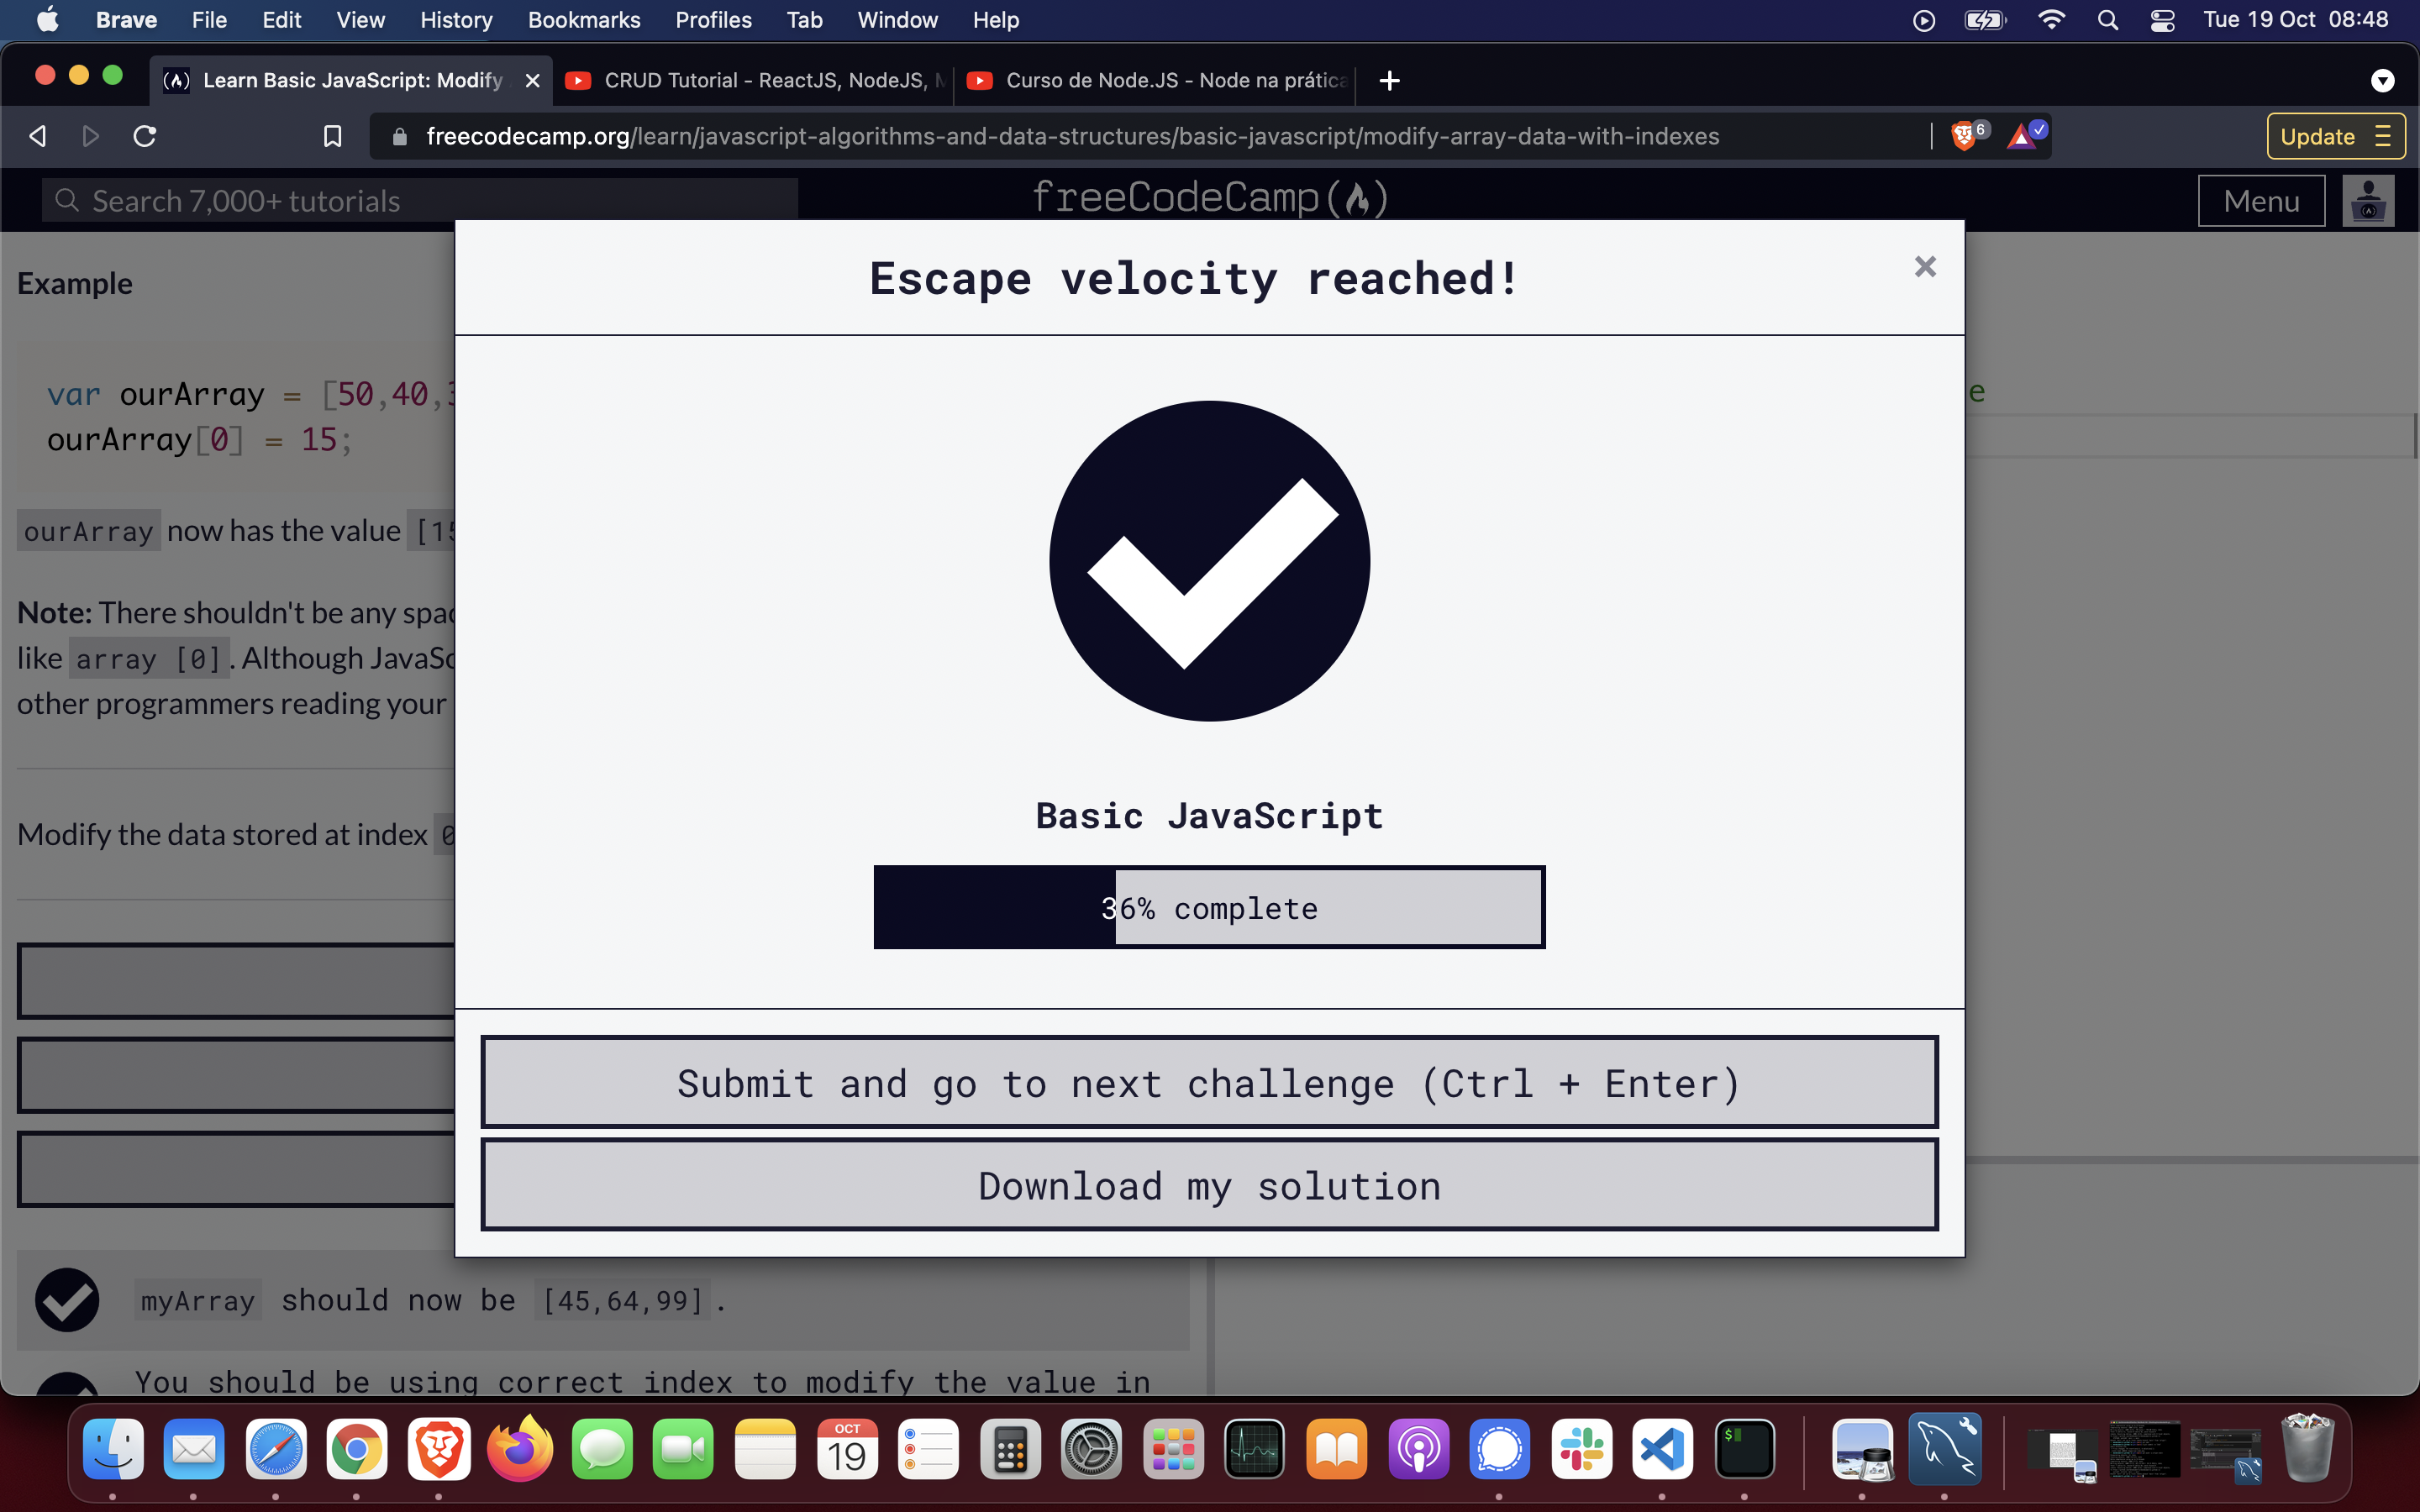 Brave File Edit View History Bookmarks Profiles Tab Window Help Tue 19 Oct 08:48
Learn Basic JavaScript: Modify CRUD Tutorial - ReactJS, NodeJS, Curso de Node.JS - Node na prática
freecodecamp.org/learn/javascript-algorithms-and-data-structures/basic-javascript/modify-array-data-with-indexes 6 Update
Search 7,000+ tutorials freeCodeCamp Menu
Escape velocity reached! ×
Example
var ourArray = [50,40,
ourArray[0] = 15;
ourArray now has the value [15
Note: There shouldn't be any
like array [0]. Although
other programmers reading your
Modify the data stored at index 0
Basic JavaScript
36% complete
Submit and go to next challenge (Ctrl + Enter)
Download my solution
myArray should now be [45,64,99].
You should be using correct index to modify the value in
OCT
19